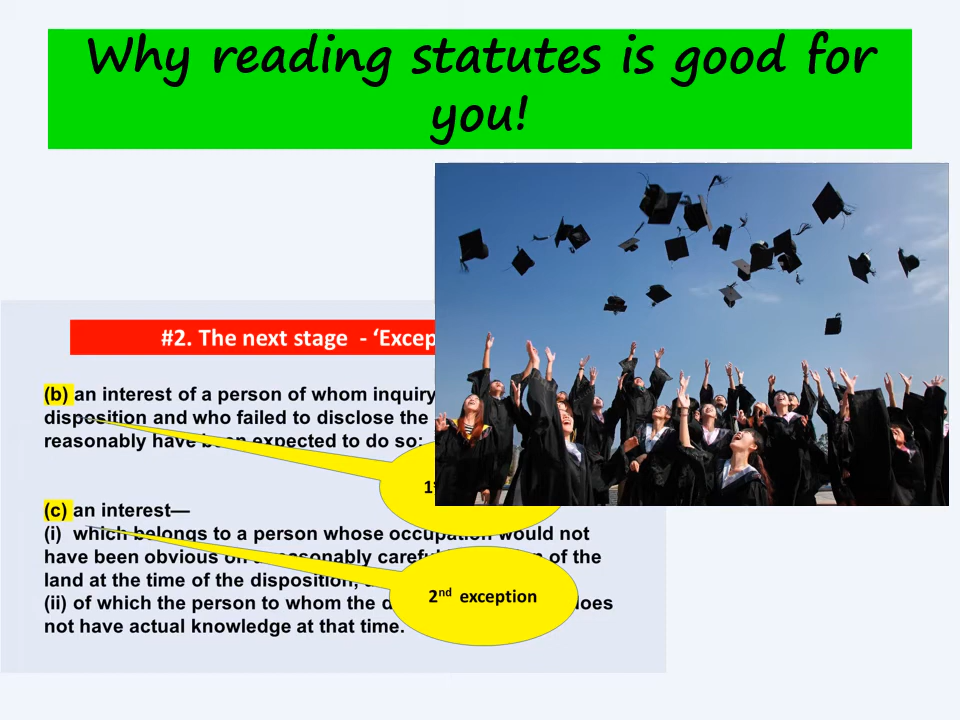 Why reading statutes is good for
you!
#2. The next stage - ‘Excep
(b) an interest of a person of whom inquiry
disposition and who failed to disclose the
reasonably have been expected to do so;
1st
(c) an interest—
(i) which belongs to a person whose occupation would not
have been obvious on a reasonably careful of the
land at the time of the disposition,
(ii) of which the person to whom the does
not have actual knowledge at that time.
2nd exception